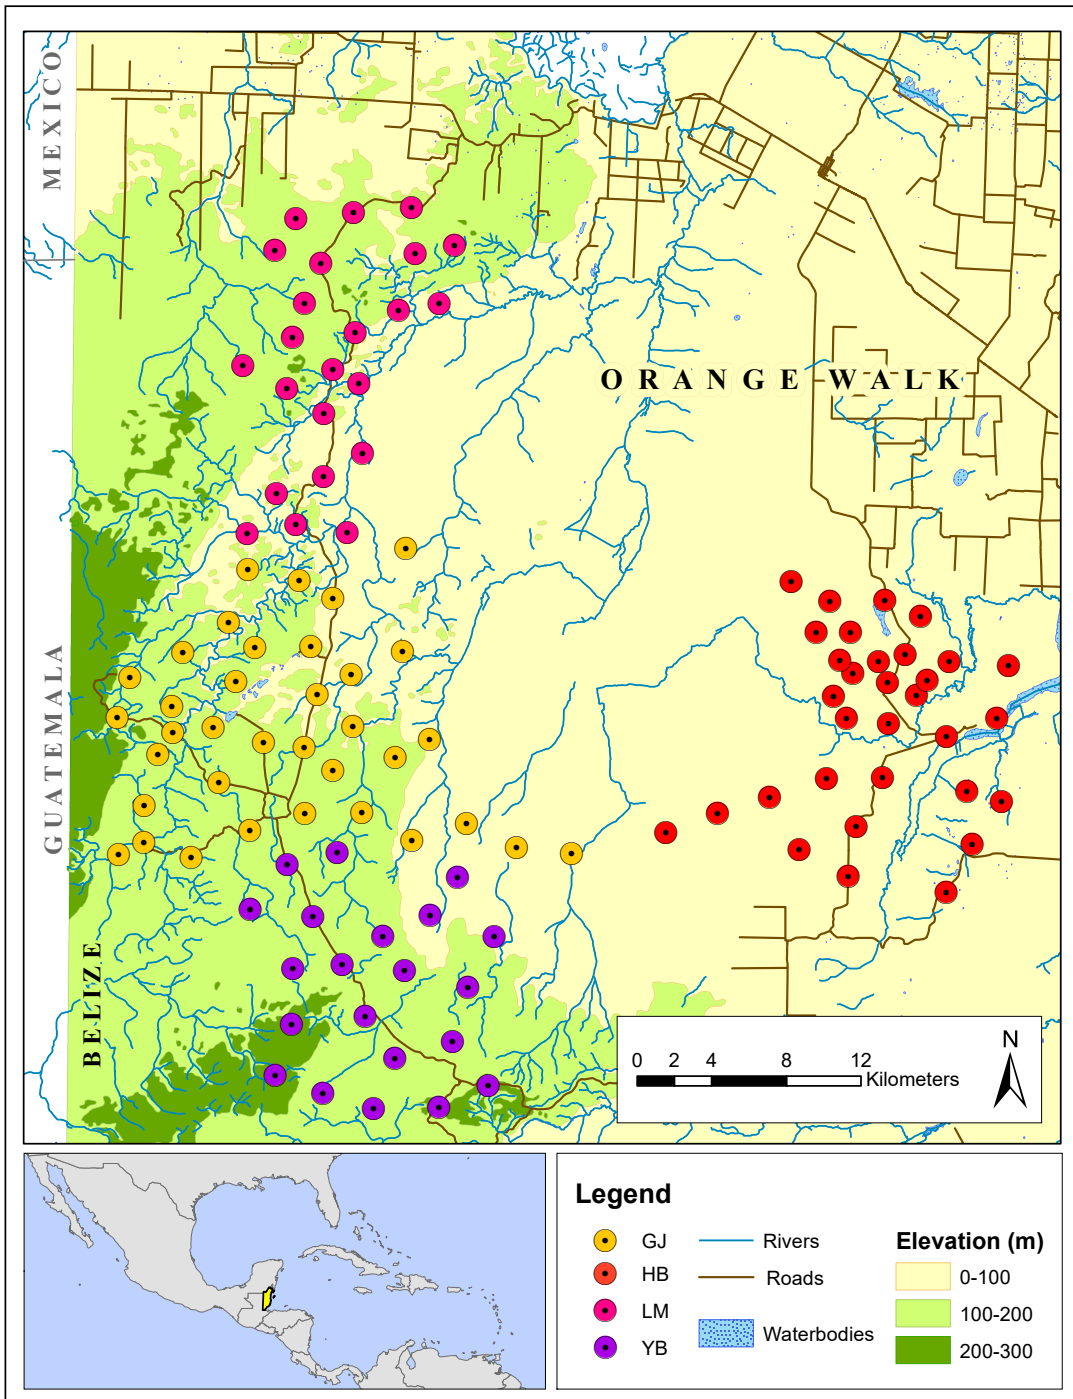 MEXICO
ORANGE WALK
GUATEMALA
BELIZE
0 2 4 8 12
Kilometers
N
Legend
GJ
HB
LM
YB
Rivers
Roads
Waterbodies
Elevation (m)
0-100
100-200
200-300